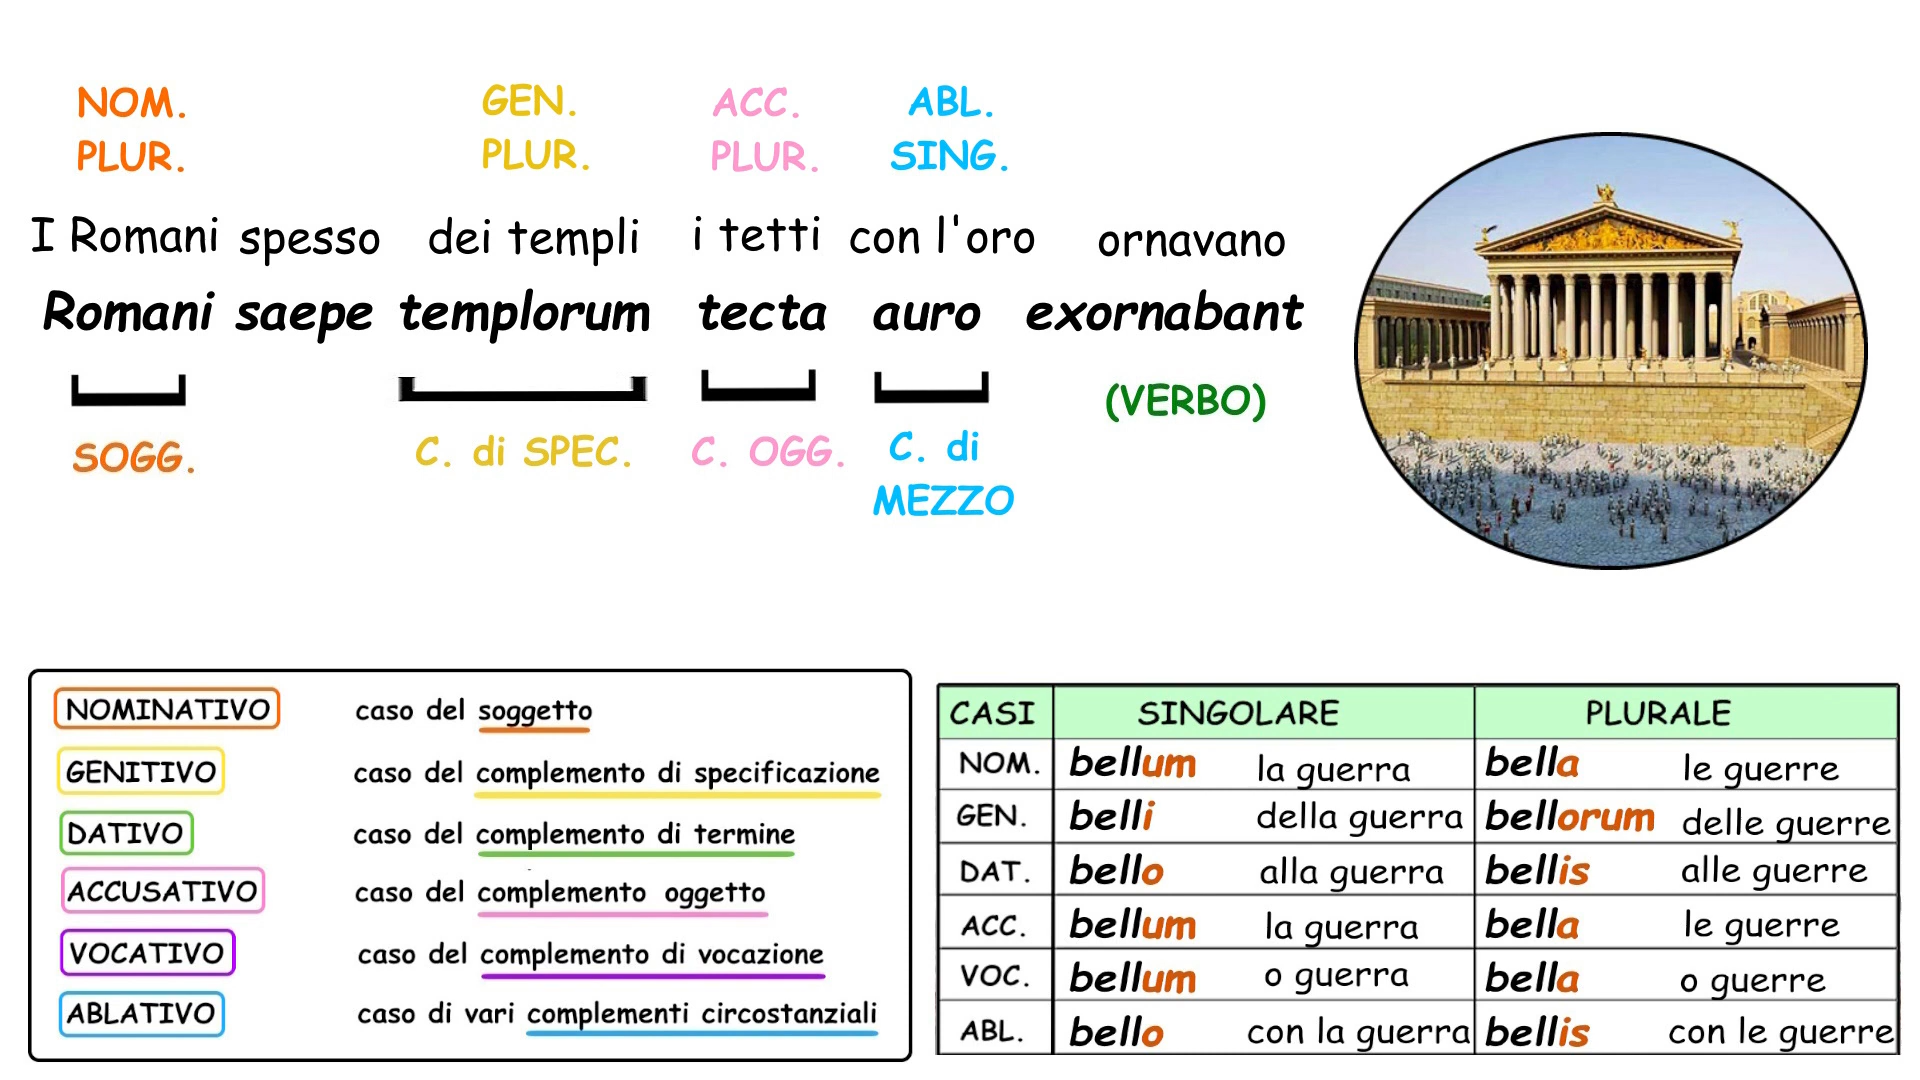 NOM. GEN. ACC. ABL.
PLUR. PLUR. PLUR. SING.
I Romani spesso dei templi i tetti con l'oro ornavano
Romani saepe templorum tecta auro exornabant
(VERBO)
SOGG. C. di SPEC. C. OGG. C. di
MEZZO
NOMINATIVO caso del soggetto
GENITIVO caso del complemento di specificazione
DATIVO caso del complemento di termine
ACCUSATIVO caso del complemento oggetto
VOCATIVO caso del complemento di vocazione
ABLATIVO caso di vari complementi circostanziali
CASI SINGOLARE PLURALE
NOM. bellum la guerra bella le guerre
GEN. belli della guerra bellorum delle guerre
DAT. bello alla guerra bellis alle guerre
ACC. bellum la guerra bella le guerre
VOC. bellum o guerra bella o guerre
ABL. bello con la guerra bellis con le guerre